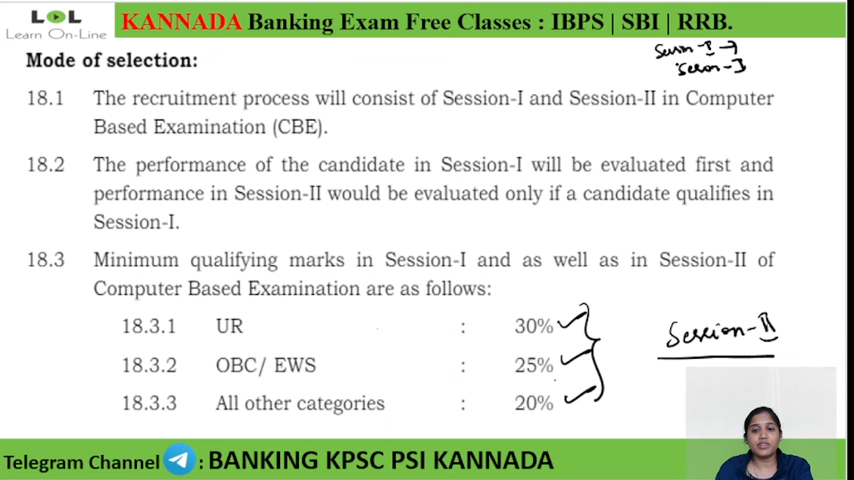 LOL
Learn On-Line
KANNADA Banking Exam Free Classes : IBPS | SBI | RRB.
Mode of selection:
Session-I →
Session-II
18.1 The recruitment process will consist of Session-I and Session-II in Computer
Based Examination (CBE).
18.2 The performance of the candidate in Session-I will be evaluated first and
performance in Session-II would be evaluated only if a candidate qualifies in
Session-I.
18.3 Minimum qualifying marks in Session-I and as well as in Session-II of
Computer Based Examination are as follows:
18.3.1 UR : 30%
18.3.2 OBC/ EWS : 25%
18.3.3 All other categories : 20%
Session-II
Telegram Channel : BANKING KPSC PSI KANNADA